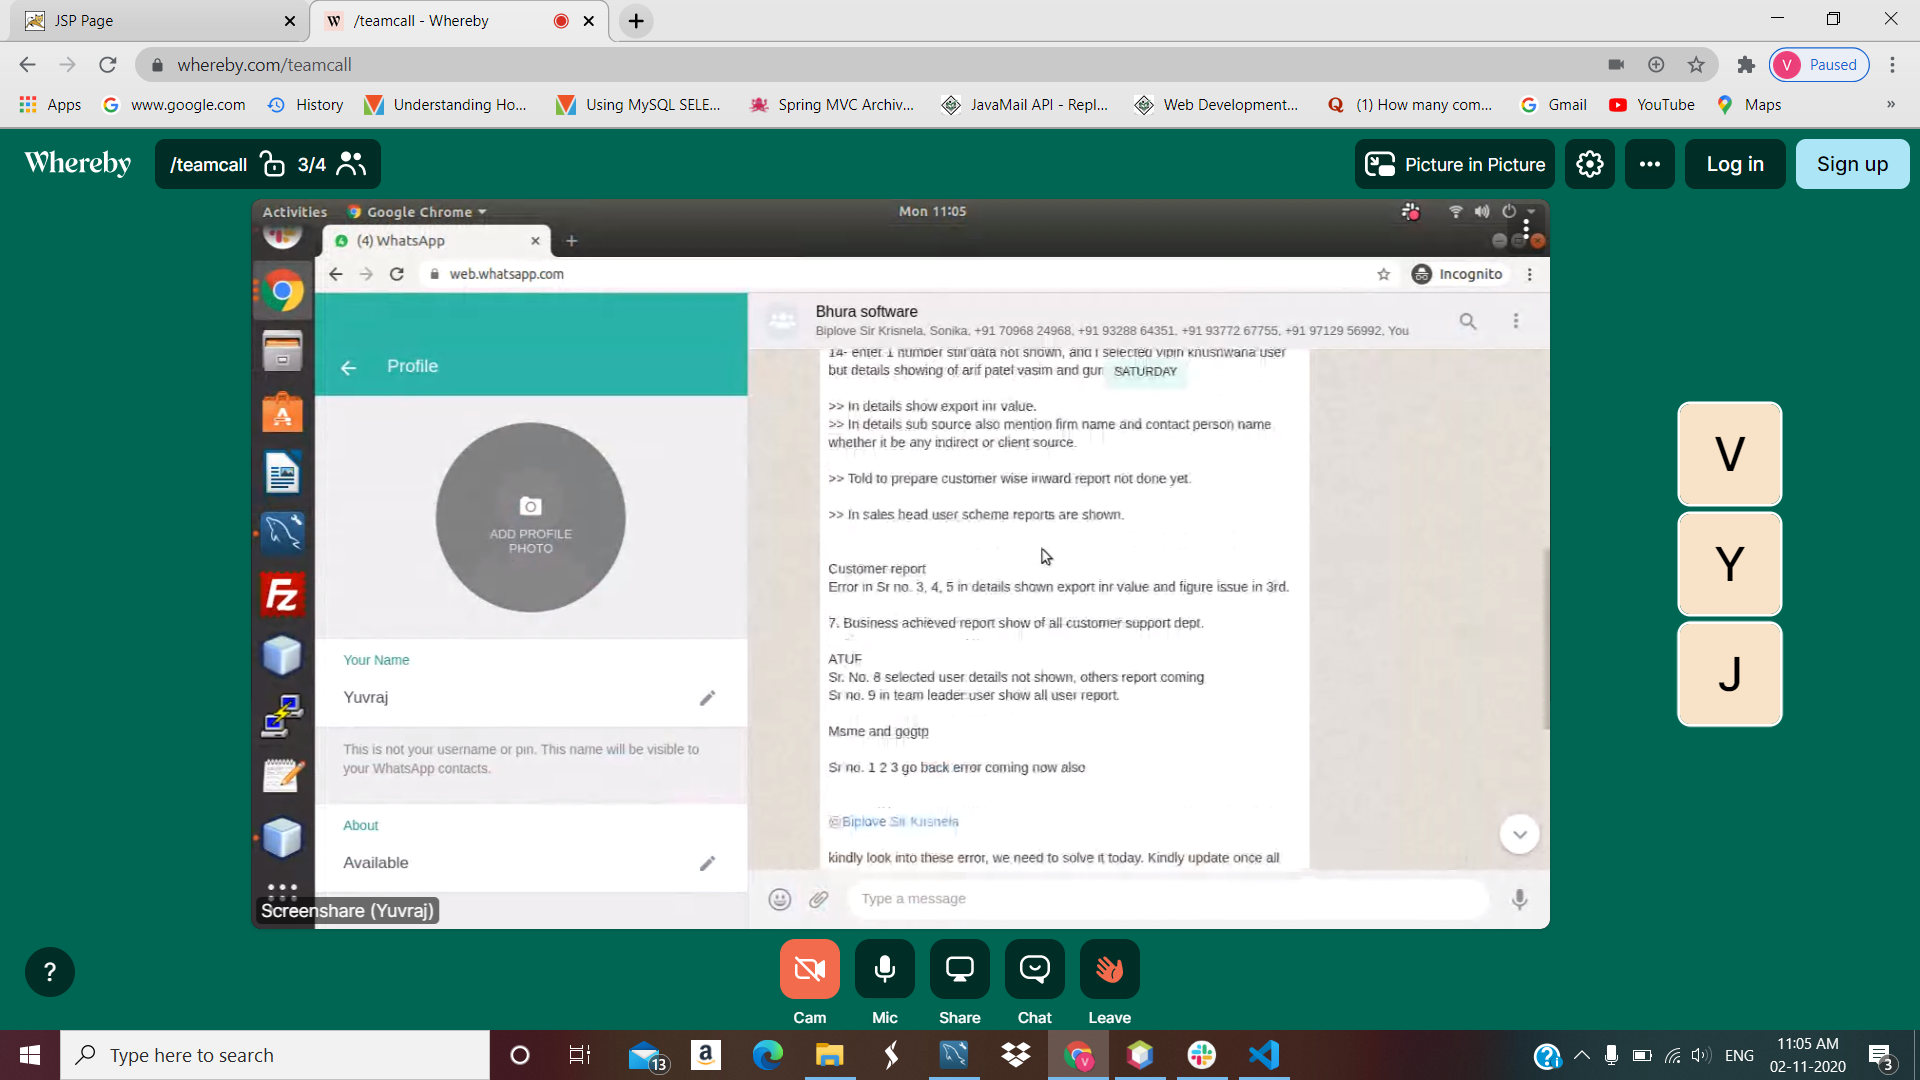 JSP Page
/teamcall - Whereby
whereby.com/teamcall
Paused
Apps
www.google.com
History
Understanding Ho...
Using MySQL SELE...
Spring MVC Archiv...
JavaMail API - Repl...
Web Development...
(1) How many com...
Gmail
YouTube
Maps
»
Whereby
/teamcall
3/4
Picture in Picture
Log in
Sign up
Activities
Google Chrome
Mon 11:05
(4) WhatsApp
web.whatsapp.com
Incognito
Profile
ADD PROFILE
PHOTO
Your Name
Yuvraj
This is not your username or pin. This name will be visible to
your WhatsApp contacts.
About
Available
Bhura software
Biplove Sir Krisnela, Sonika, +91 70968 24968, +91 93288 64351, +91 93772 67755, +91 97129 56992, You
14- enter 1 number still data not shown, and I selected vipin khushwana user
but details showing of arif patel vasim and gur
SATURDAY
>> In details show export inr value.
>> In details sub source also mention firm name and contact person name
whether it be any indirect or client source.
>> Told to prepare customer wise inward report not done yet.
>> In sales head user scheme reports are shown.
Customer report
Error in Sr no. 3, 4, 5 in details shown export inr value and figure issue in 3rd.
7. Business achieved report show of all customer support dept.
ATUF
Sr. No. 8 selected user details not shown, others report coming
Sr no. 9 in team leader user show all user report.
Msme and gogtp
Sr no. 1 2 3 go back error coming now also
@Biplove Sir Krisnela
kindly look into these error, we need to solve it today. Kindly update once all
Type a message
Screenshare (Yuvraj)
V
Y
J
?
Cam
Mic
Share
Chat
Leave
Type here to search
13
ENG
11:05 AM
02-11-2020
3